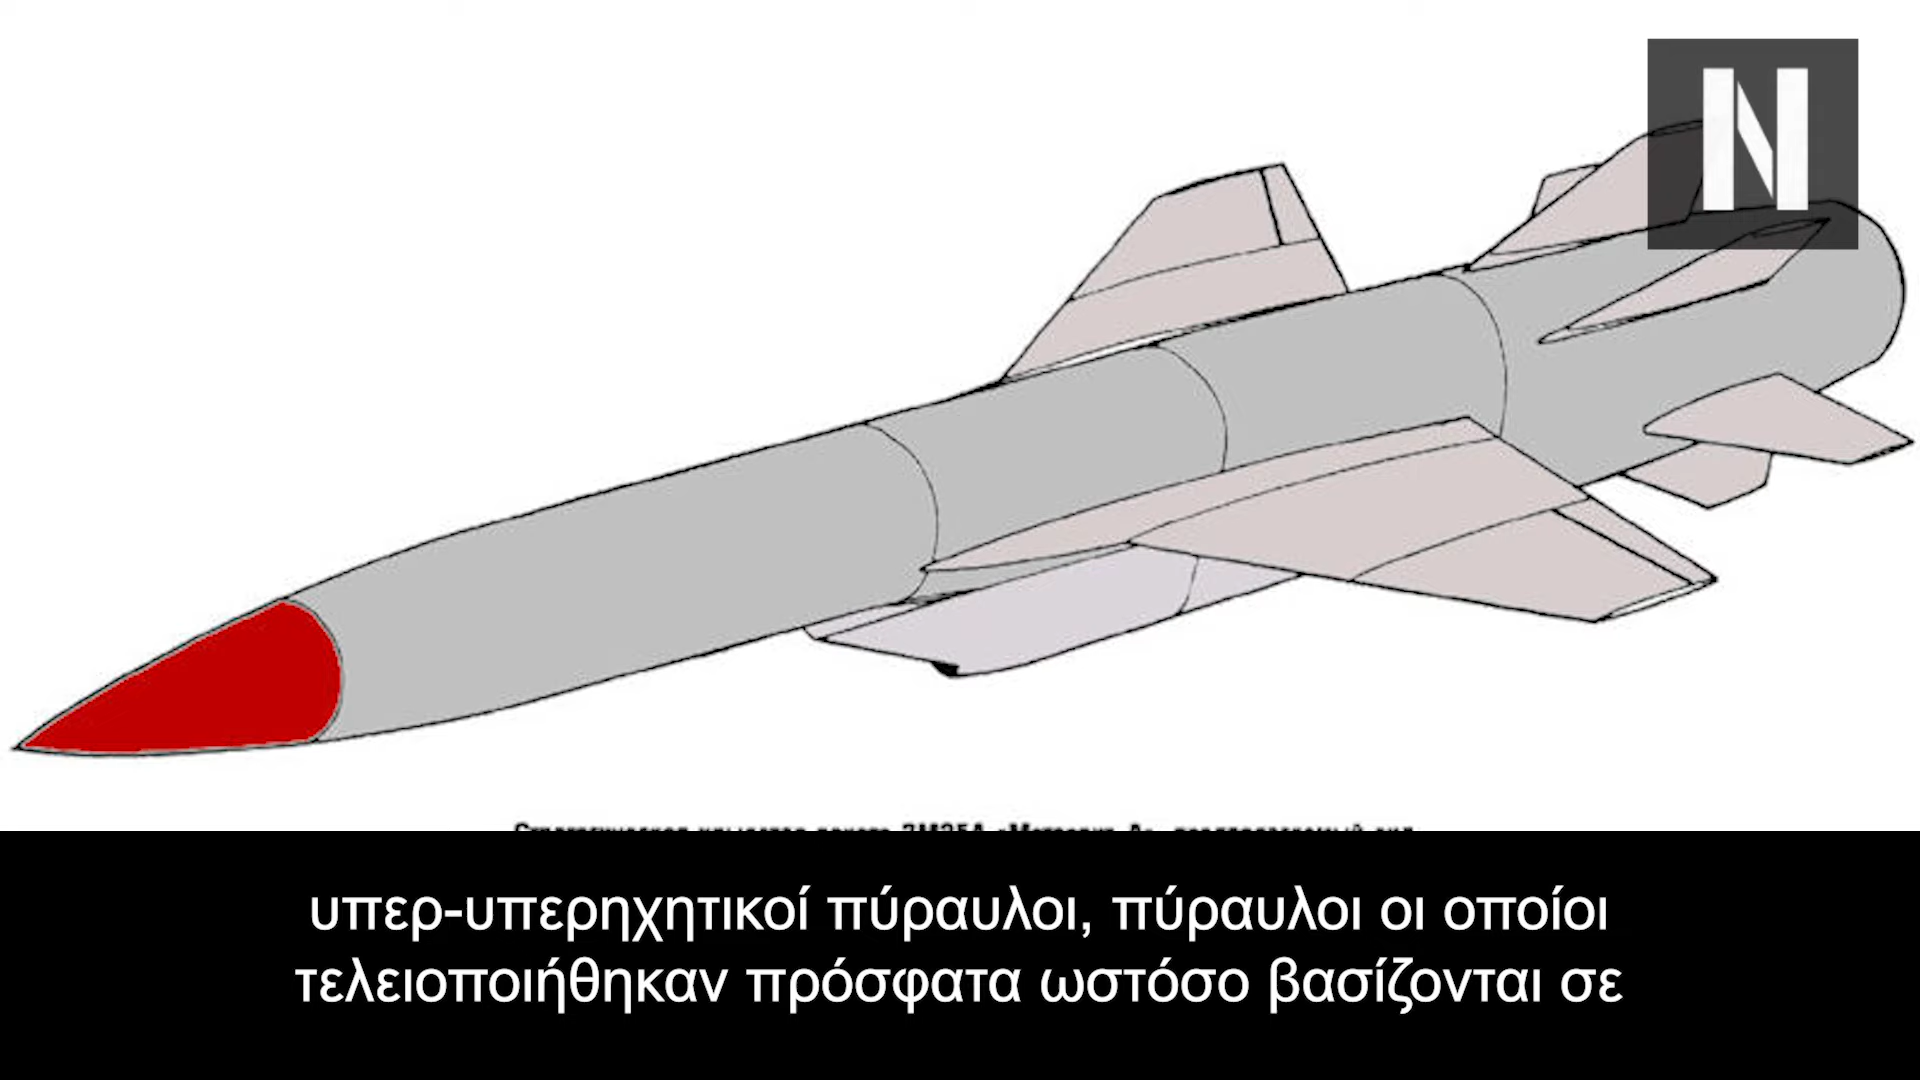 N
υπερ-υπερηχητικοί πύραυλοι, πύραυλοι οι οποίοι
τελειοποιήθηκαν πρόσφατα ωστόσο βασίζονται σε